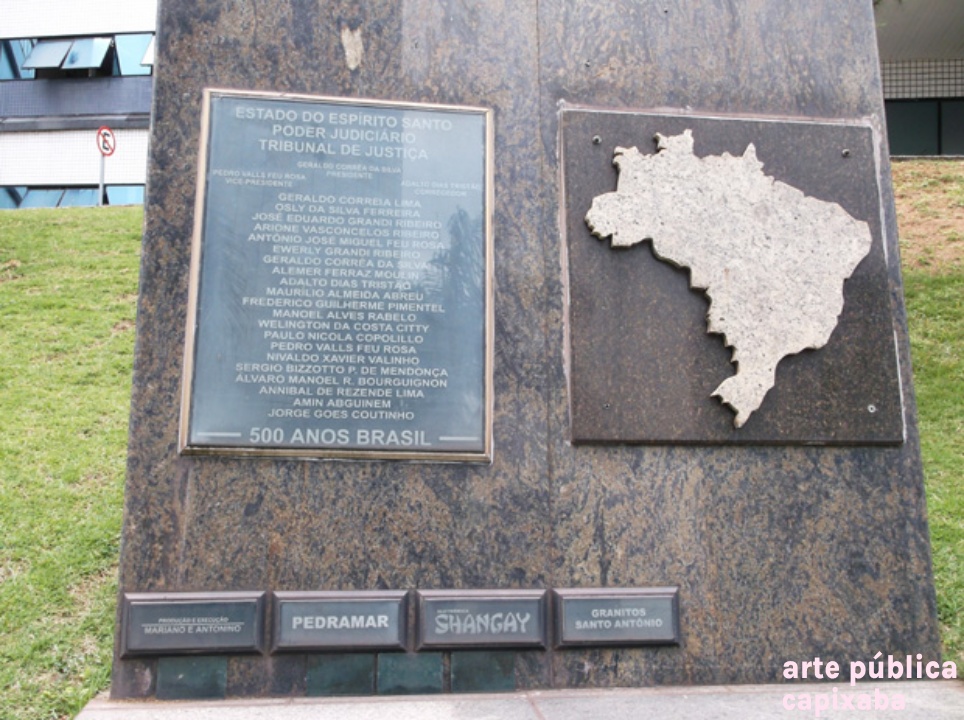 ESTADO DO ESPÍRITO SANTO
PODER JUDICIÁRIO
TRIBUNAL DE JUSTIÇA
GERALDO CORRÊA DA SILVA
PRESIDENTE
PEDRO VALLS FEU ROSA
VICE-PRESIDENTE
ADALTO DIAS TRISTÃO
CORREGEDOR
GERALDO CORREIA LIMA
OSLY DA SILVA FERREIRA
JOSÉ EDUARDO GRANDI RIBEIRO
ARIONE VASCONCELOS RIBEIRO
ANTÔNIO JOSÉ MIGUEL FEU ROSA
EWERLY GRANDI RIBEIRO
GERALDO CORRÊA DA SILVA
ALEMER FERRAZ MOULIN
ADALTO DIAS TRISTÃO
MAURÍLIO ALMEIDA ABREU
FREDERICO GUILHERME PIMENTEL
MANOEL ALVES RABELO
WELINGTON DA COSTA CITTY
PAULO NICOLA COPOLILLO
PEDRO VALLS FEU ROSA
NIVALDO XAVIER VALINHO
SERGIO BIZZOTTO P. DE MENDONÇA
ÁLVARO MANOEL R. BOURGUIGNON
ANNIBAL DE REZENDE LIMA
AMIN ABGUINEM
JORGE GOES COUTINHO
500 ANOS BRASIL
PRODUÇÃO E EXECUÇÃO
MARIANO E ANTONINO
PEDRAMAR
SHANGAY
GRANITOS
SANTO ANTÔNIO
arte pública
capixaba